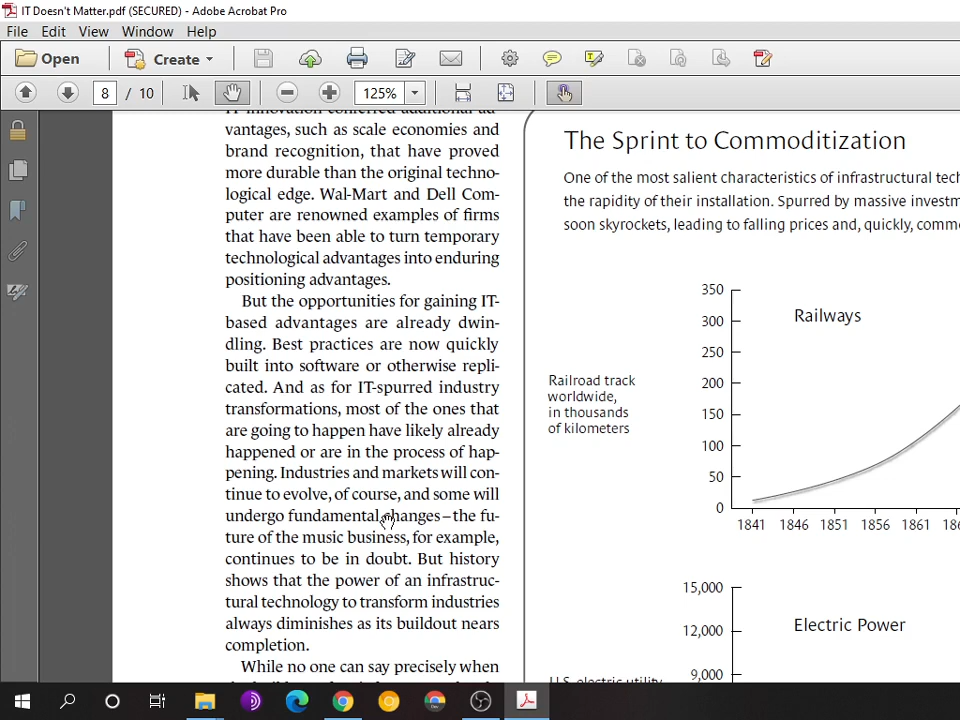 IT Doesn't Matter.pdf (SECURED) - Adobe Acrobat Pro
File Edit View Window Help
Open Create
8 / 10 125%
IT innovation conferred additional ad-
vantages, such as scale economies and
brand recognition, that have proved
more durable than the original techno-
logical edge. Wal-Mart and Dell Com-
puter are renowned examples of firms
that have been able to turn temporary
technological advantages into enduring
positioning advantages.
But the opportunities for gaining IT-
based advantages are already dwin-
dling. Best practices are now quickly
built into software or otherwise repli-
cated. And as for IT-spurred industry
transformations, most of the ones that
are going to happen have likely already
happened or are in the process of hap-
pening. Industries and markets will con-
tinue to evolve, of course, and some will
undergo fundamental changes – the fu-
ture of the music business, for example,
continues to be in doubt. But history
shows that the power of an infrastruc-
tural technology to transform industries
always diminishes as its buildout nears
completion.
While no one can say precisely when
The Sprint to Commoditization
One of the most salient characteristics of infrastructural tech
the rapidity of their installation. Spurred by massive investm
soon skyrockets, leading to falling prices and, quickly, comm
Railways
Railroad track
worldwide,
in thousands
of kilometers
350
300
250
200
150
100
50
0
1841 1846 1851 1856 1861 186
Electric Power
15,000
12,000
9,000
U.S. electric utility